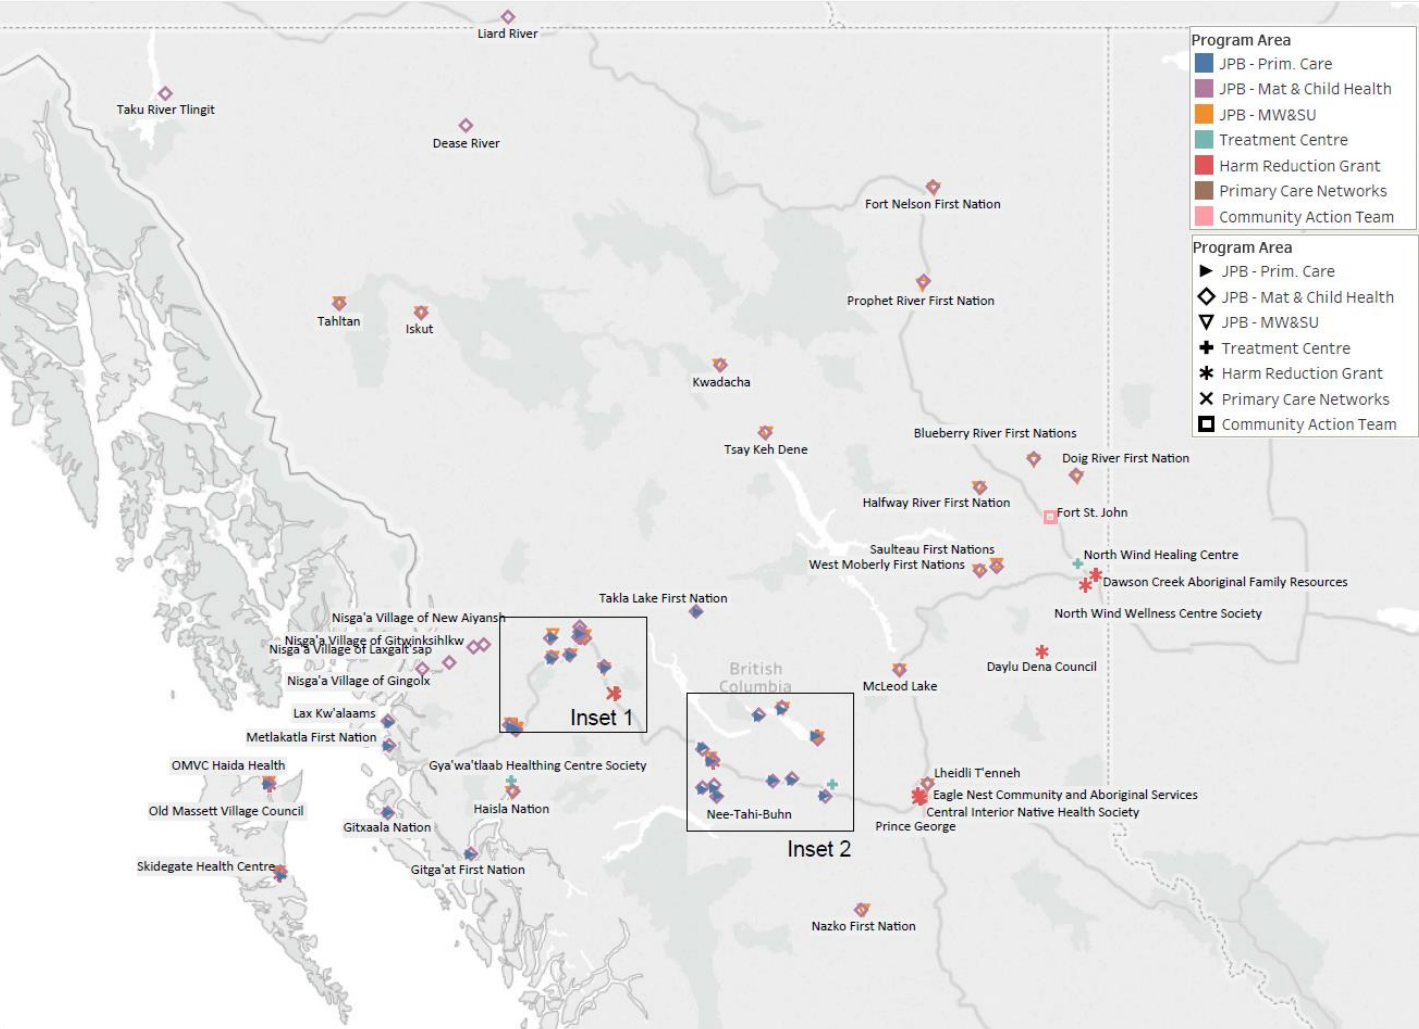 Liard River
Taku River Tlingit
Dease River
Program Area
JPB - Prim. Care
JPB - Mat & Child Health
JPB - MW&SU
Treatment Centre
Harm Reduction Grant
Primary Care Networks
Community Action Team
Program Area
JPB - Prim. Care
JPB - Mat & Child Health
JPB - MW&SU
Treatment Centre
Harm Reduction Grant
Primary Care Networks
Community Action Team
Fort Nelson First Nation
Prophet River First Nation
Tahltan
Iskut
Kwadacha
Tsay Keh Dene
Blueberry River First Nations
Doig River First Nation
Halfway River First Nation
Fort St. John
Saulteau First Nations
West Moberly First Nations
North Wind Healing Centre
Dawson Creek Aboriginal Family Resources
North Wind Wellness Centre Society
Takla Lake First Nation
Nisga'a Village of New Aiyansh
Nisga'a Village of Gitwinksihlkw
Nisga'a Village of Laxgalt'sap
Nisga'a Village of Gingolx
Daylu Dena Council
British
Columbia
McLeod Lake
Inset 1
Lax Kw'alaams
Metlakatla First Nation
OMVC Haida Health
Gya'wa'tlaab Healthing Centre Society
Old Massett Village Council
Haisla Nation
Gitxaala Nation
Nee-Tahi-Buhn
Inset 2
Lheidli T'enneh
Eagle Nest Community and Aboriginal Services
Central Interior Native Health Society
Prince George
Skidegate Health Centre
Gitga'at First Nation
Nazko First Nation